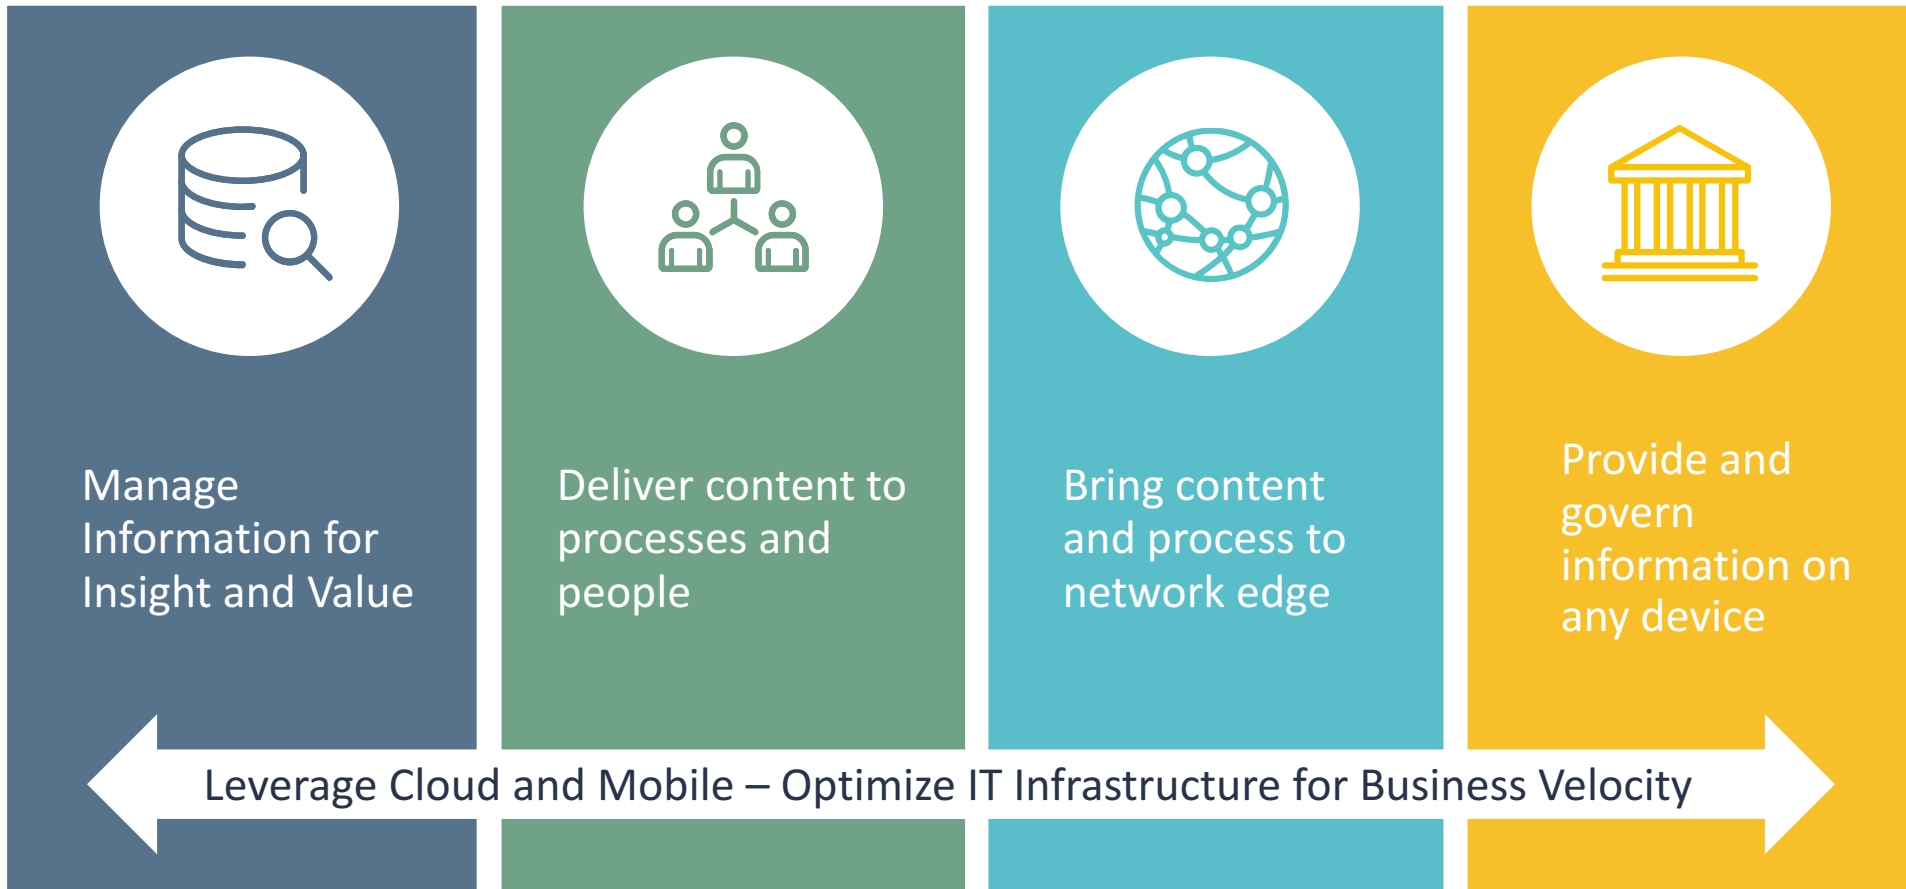 Manage
Information for
Insight and Value
Deliver content to
processes and
people
Bring content
and process to
network edge
Provide and
govern
information on
any device
Leverage Cloud and Mobile – Optimize IT Infrastructure for Business Velocity